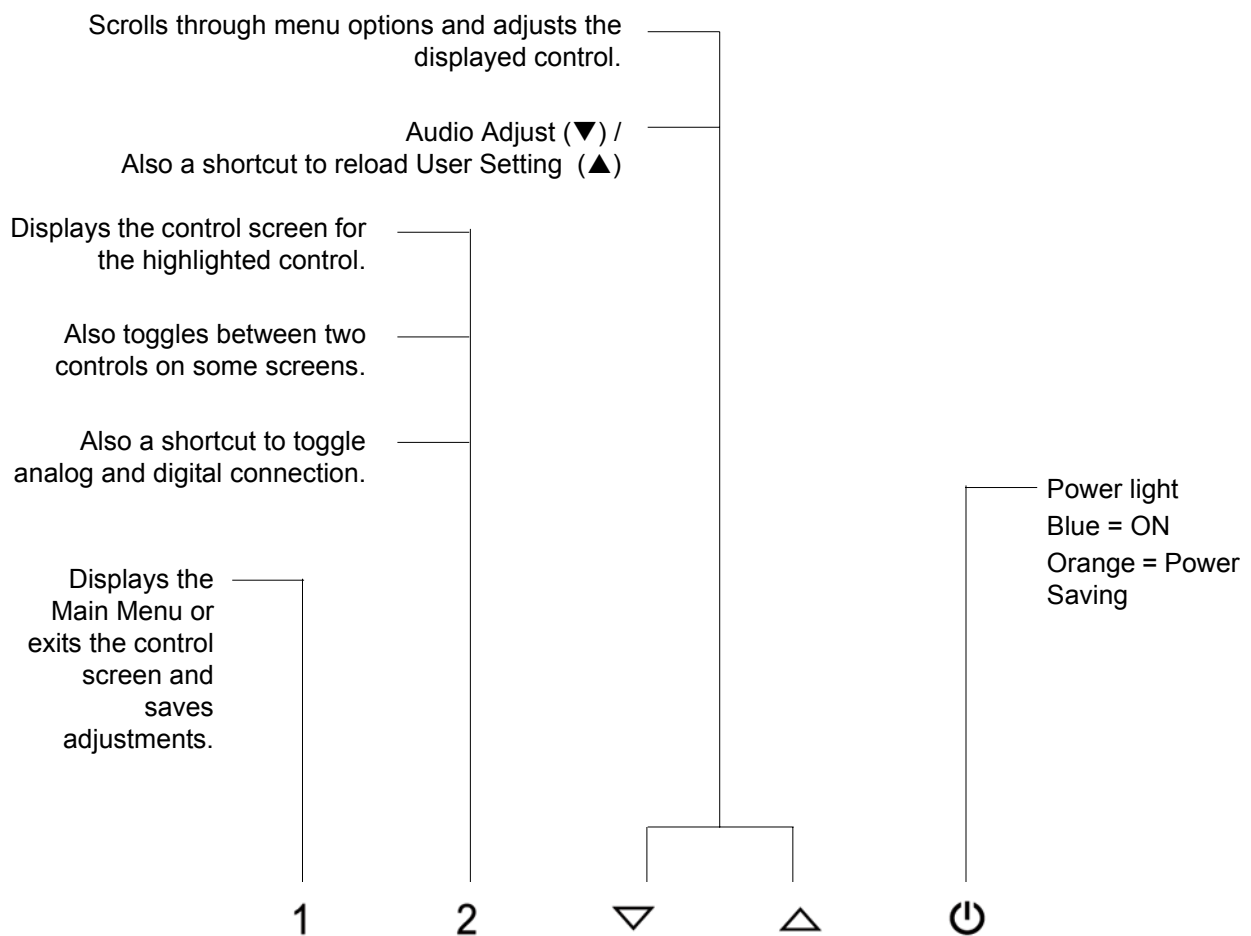 Scrolls through menu options and adjusts the
displayed control.
Audio Adjust (▼) /
Also a shortcut to reload User Setting (▲)
Displays the control screen for
the highlighted control.
Also toggles between two
controls on some screens.
Also a shortcut to toggle
analog and digital connection.
Power light
Blue = ON
Orange = Power
Saving
Displays the
Main Menu or
exits the control
screen and
saves
adjustments.
1 2